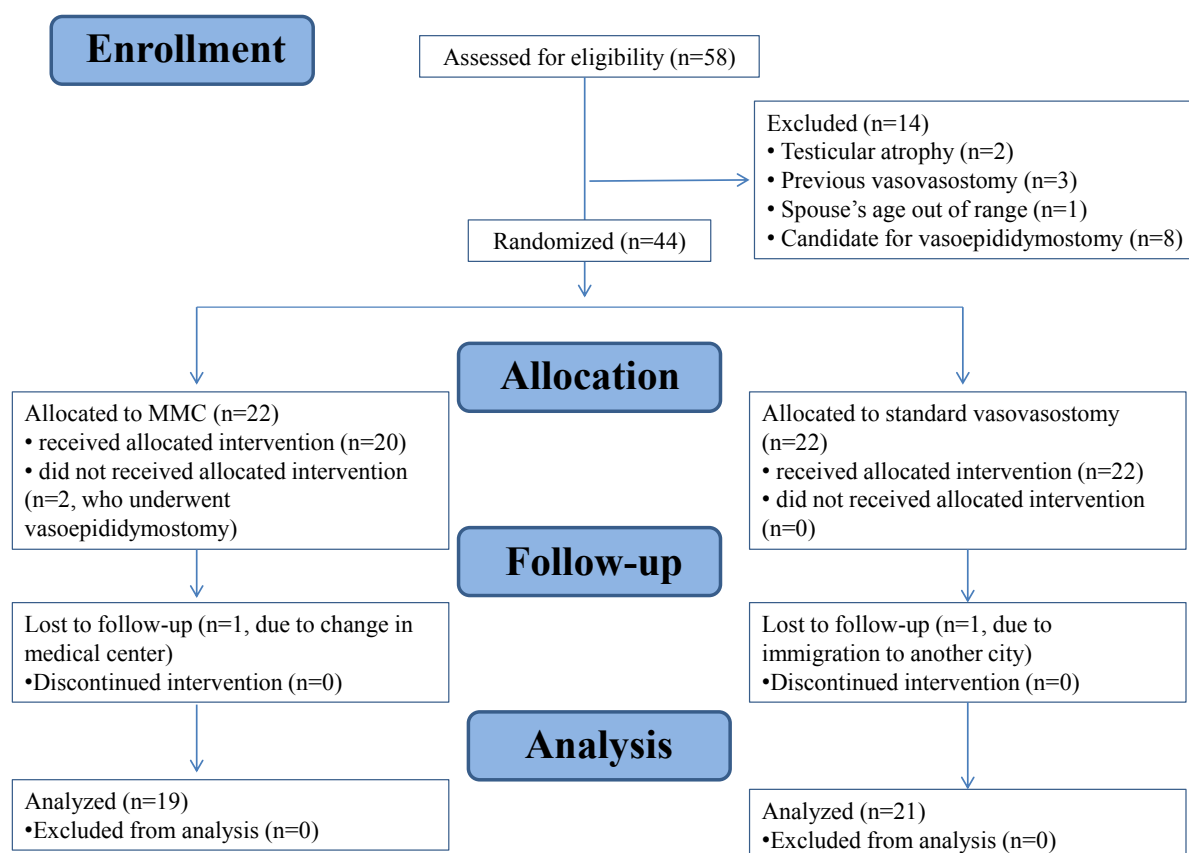 Enrollment
Assessed for eligibility (n=58)
Excluded (n=14)
• Testicular atrophy (n=2)
• Previous vasovasostomy (n=3)
• Spouse’s age out of range (n=1)
• Candidate for vasoepididymostomy (n=8)
Randomized (n=44)
Allocation
Allocated to MMC (n=22)
• received allocated intervention (n=20)
• did not received allocated intervention
(n=2, who underwent
vasoepididymostomy)
Allocated to standard vasovasostomy
(n=22)
• received allocated intervention (n=22)
• did not received allocated intervention
(n=0)
Follow-up
Lost to follow-up (n=1, due to change in
medical center)
•Discontinued intervention (n=0)
Lost to follow-up (n=1, due to
immigration to another city)
•Discontinued intervention (n=0)
Analysis
Analyzed (n=19)
•Excluded from analysis (n=0)
Analyzed (n=21)
•Excluded from analysis (n=0)